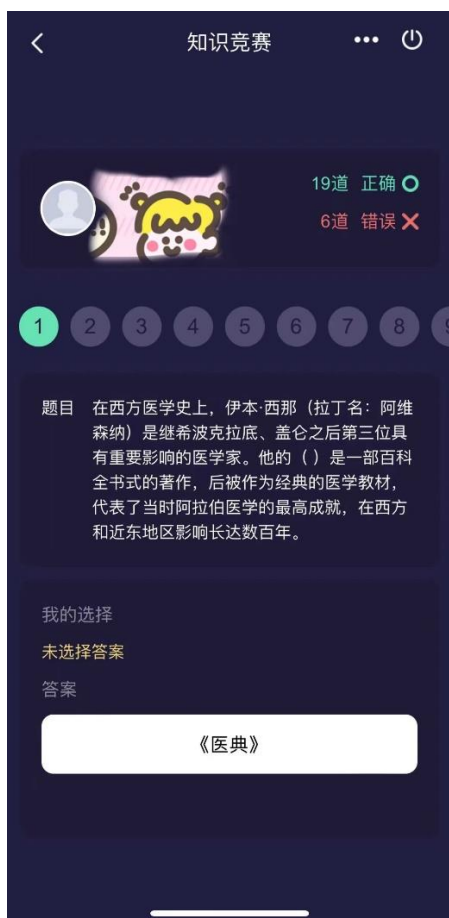 知识竞赛
19道 正确
6道 错误
1 2 3 4 5 6 7 8 9
题目 在西方医学史上，伊本·西那（拉丁名：阿维
森纳）是继希波克拉底、盖仑之后第三位具
有重要影响的医学家。他的（ ）是一部百科
全书式的著作，后被作为经典的医学教材，
代表了当时阿拉伯医学的最高成就，在西方
和近东地区影响长达数百年。
我的选择
未选择答案
答案
《医典》